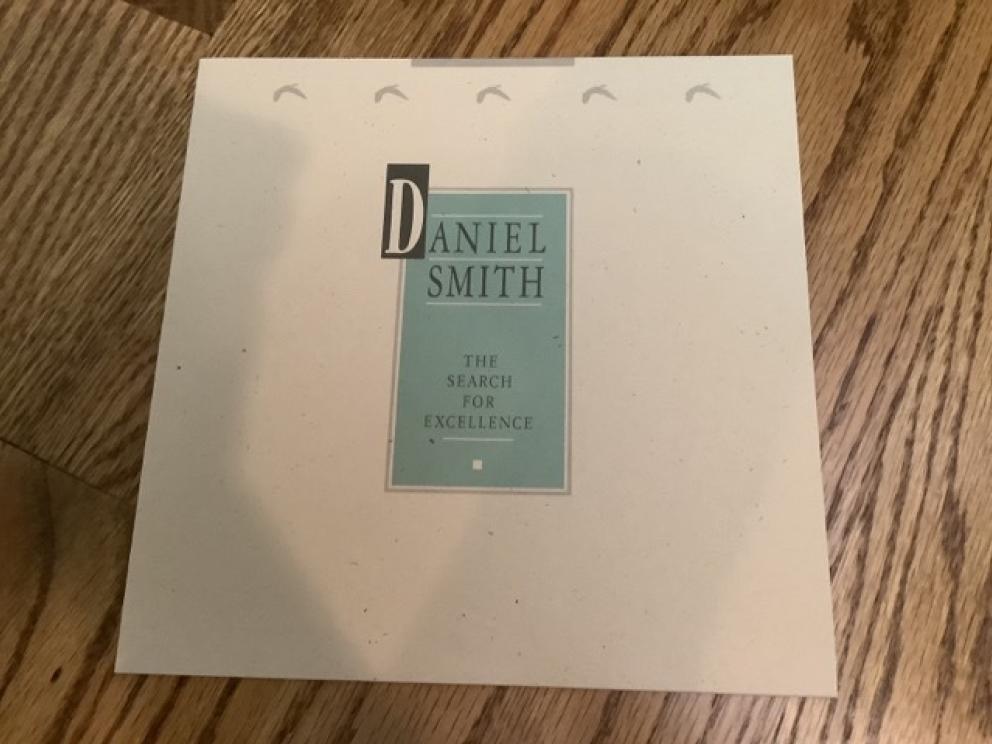 DANIEL
SMITH
THE
SEARCH
FOR
EXCELLENCE